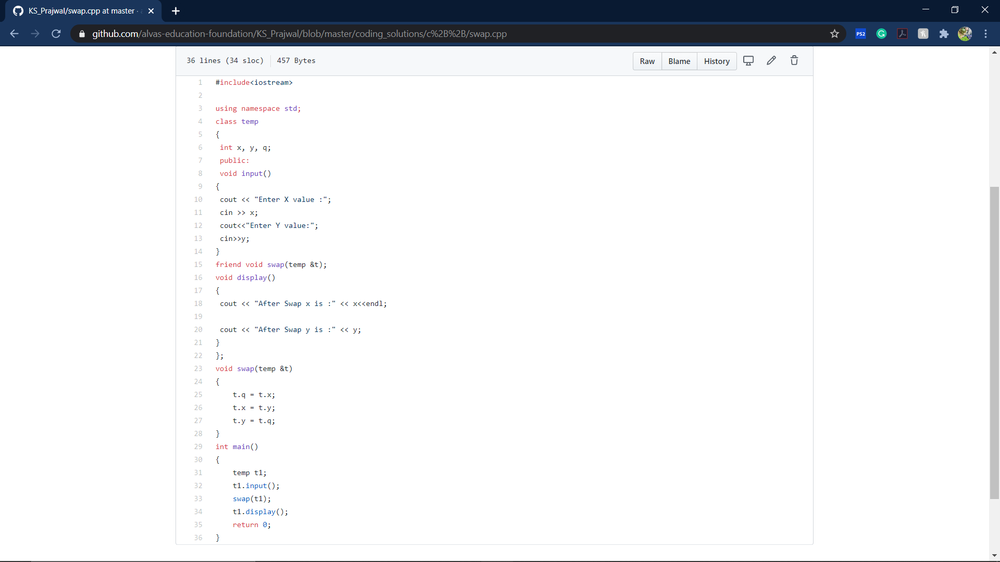 KS_Prajwal/swap.cpp at master · a
github.com/alvas-education-foundation/KS_Prajwal/blob/master/coding_solutions/c%2B%2B/swap.cpp
PS2
36 lines (34 sloc) 457 Bytes Raw Blame History
1 #include<iostream>
2
3 using namespace std;
4 class temp
5 {
6  int x, y, q;
7  public:
8  void input()
9 {
10  cout << "Enter X value :";
11  cin >> x;
12  cout<<"Enter Y value:";
13  cin>>y;
14 }
15 friend void swap(temp &t);
16 void display()
17 {
18  cout << "After Swap x is :" << x<<endl;
19
20  cout << "After Swap y is :" << y;
21 }
22 };
23 void swap(temp &t)
24 {
25     t.q = t.x;
26     t.x = t.y;
27     t.y = t.q;
28 }
29 int main()
30 {
31     temp t1;
32     t1.input();
33     swap(t1);
34     t1.display();
35     return 0;
36 }